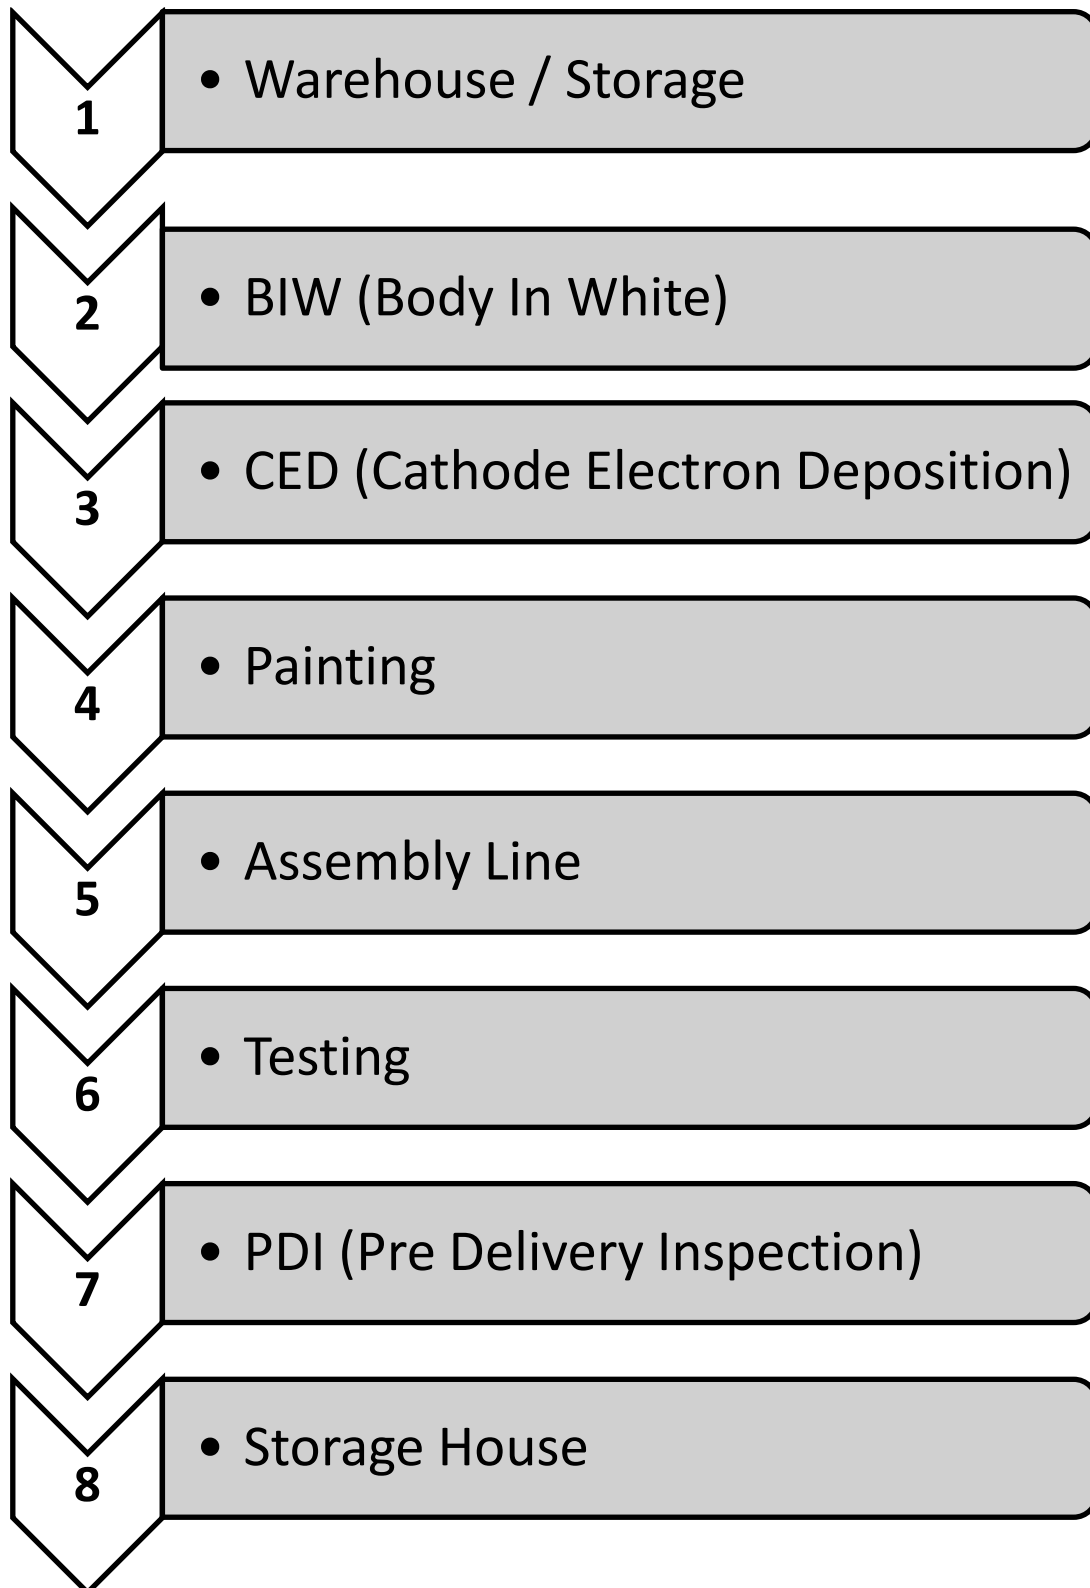 1
• Warehouse / Storage
2
• BIW (Body In White)
3
• CED (Cathode Electron Deposition)
4
• Painting
5
• Assembly Line
6
• Testing
7
• PDI (Pre Delivery Inspection)
8
• Storage House